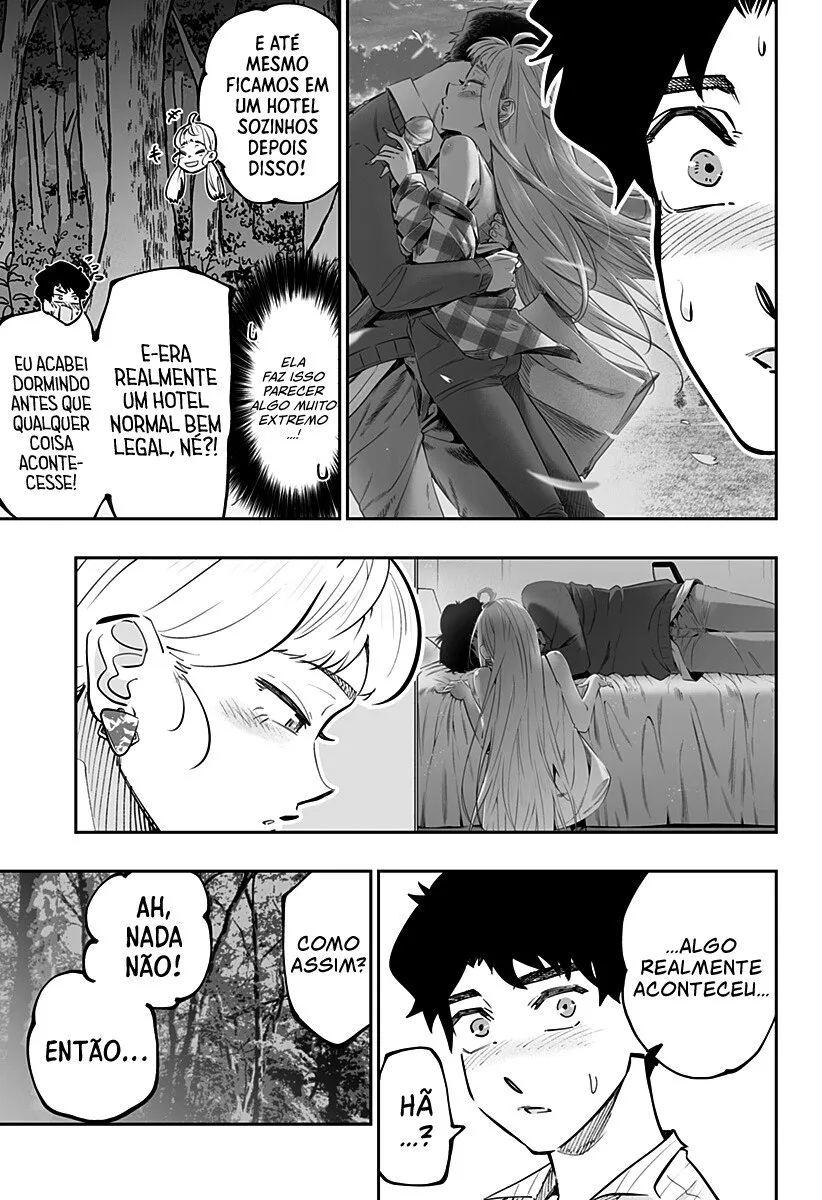 E ATÉ
MESMO
FICAMOS EM
UM HOTEL
SOZINHOS
DEPOIS
DISSO!
ELA
FAZ ISSO
PARECER
ALGO MUITO
EXTREMO
...!
E-ERA
REALMENTE
UM HOTEL
NORMAL BEM
LEGAL, NÉ?!
EU ACABEI
DORMINDO
ANTES QUE
QUALQUER
COISA
ACONTE-
CESSE!
...ALGO
REALMENTE
ACONTECEU...
HÃ
...?
COMO
ASSIM?
AH,
NADA
NÃO!
ENTÃO...